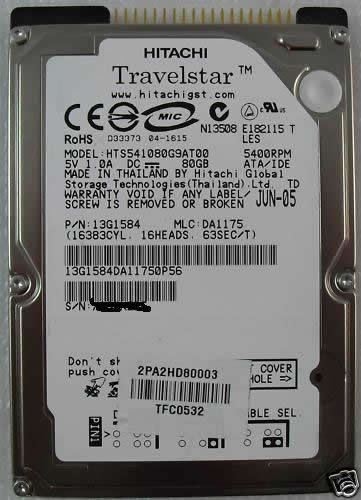 HITACHI
Travelstar™
www.hitachigst.com
CE MIC N13508 E182115 T
RoHS D33373 04-1615 LES
MODEL:HTS541080G9AT00 5400RPM
5V 1.0A DC 80GB ATA/IDE
MADE IN THAILAND BY Hitachi Global
Storage Technologies(Thailand).Ltd. TD
WARRANTY VOID IF ANY LABEL/
SCREW IS REMOVED OR BROKEN JUN-05
P/N:13G1584 MLC:DA1175
(16383CYL. 16HEADS. 63SEC/T)
13G1584DA11750P56
S/N:
Don't
press COVER
HOLE =>
2PA2HD80003
TFC0532
ABLE SEL.
PIN1